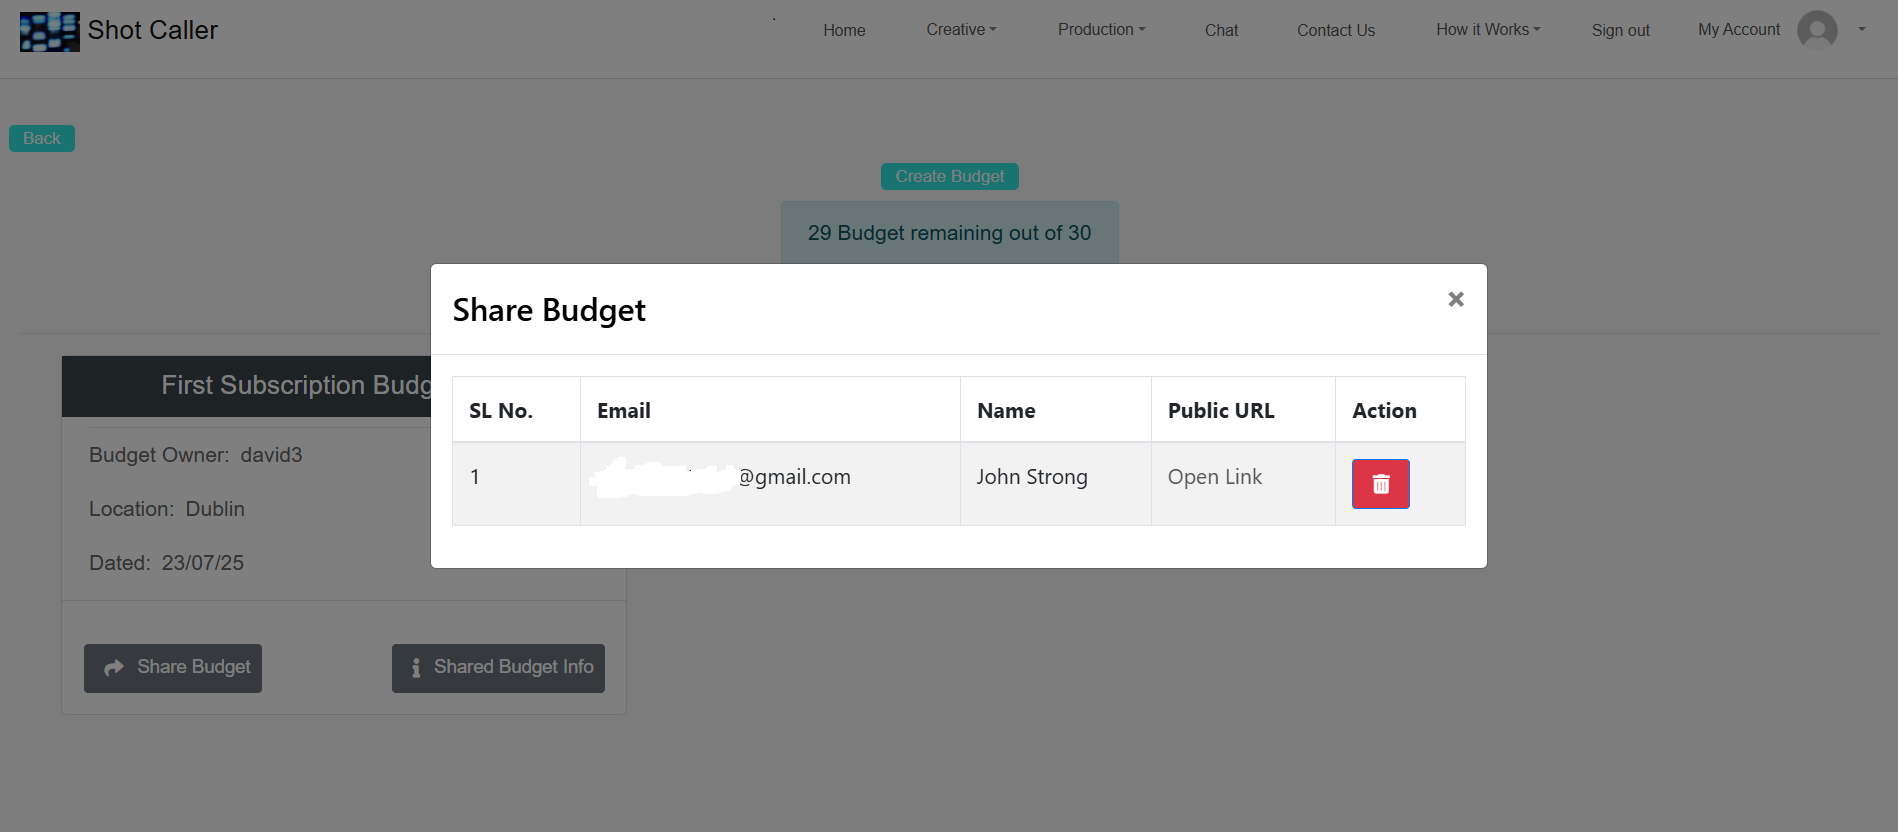 Shot Caller
Home
Creative
Production
Chat
Contact Us
How it Works
Sign out
My Account
Back
Create Budget
29 Budget remaining out of 30
Share Budget
×
SL No.
Email
Name
Public URL
Action
1
@gmail.com
John Strong
Open Link
First Subscription Budg
Budget Owner: david3
Location: Dublin
Dated: 23/07/25
Share Budget
Shared Budget Info